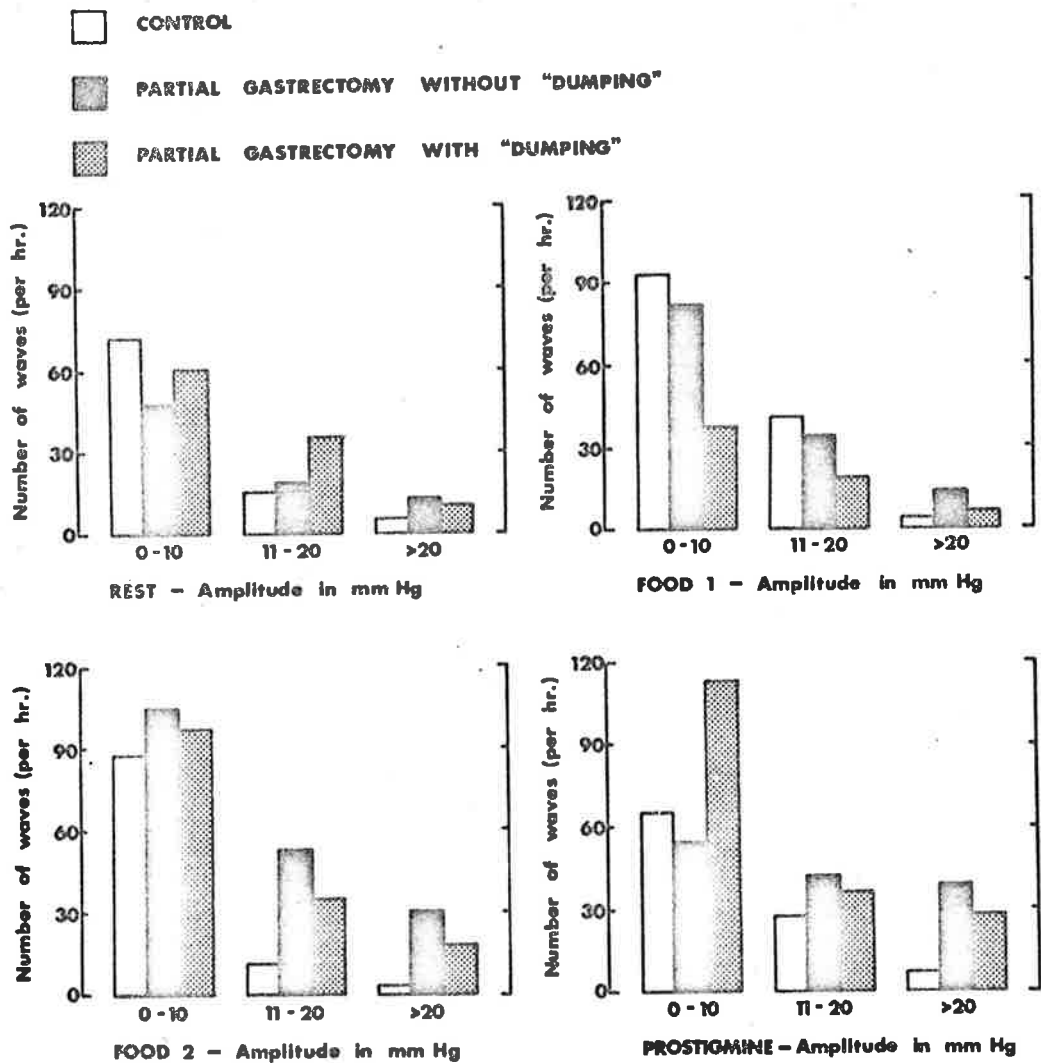 CONTROL
PARTIAL GASTRECTOMY WITHOUT "DUMPING"
PARTIAL GASTRECTOMY WITH "DUMPING"
Number of waves (per hr.)
120
90
60
30
0
0-10 11-20 >20
REST - Amplitude in mm Hg
Number of waves (per hr.)
120
90
60
30
0
0-10 11-20 >20
FOOD 1 - Amplitude in mm Hg
Number of waves (per hr.)
120
90
60
30
0
0-10 11-20 >20
FOOD 2 - Amplitude in mm Hg
Number of waves (per hr.)
120
90
60
30
0
0-10 11-20 >20
PROSTIGMINE - Amplitude in mm Hg